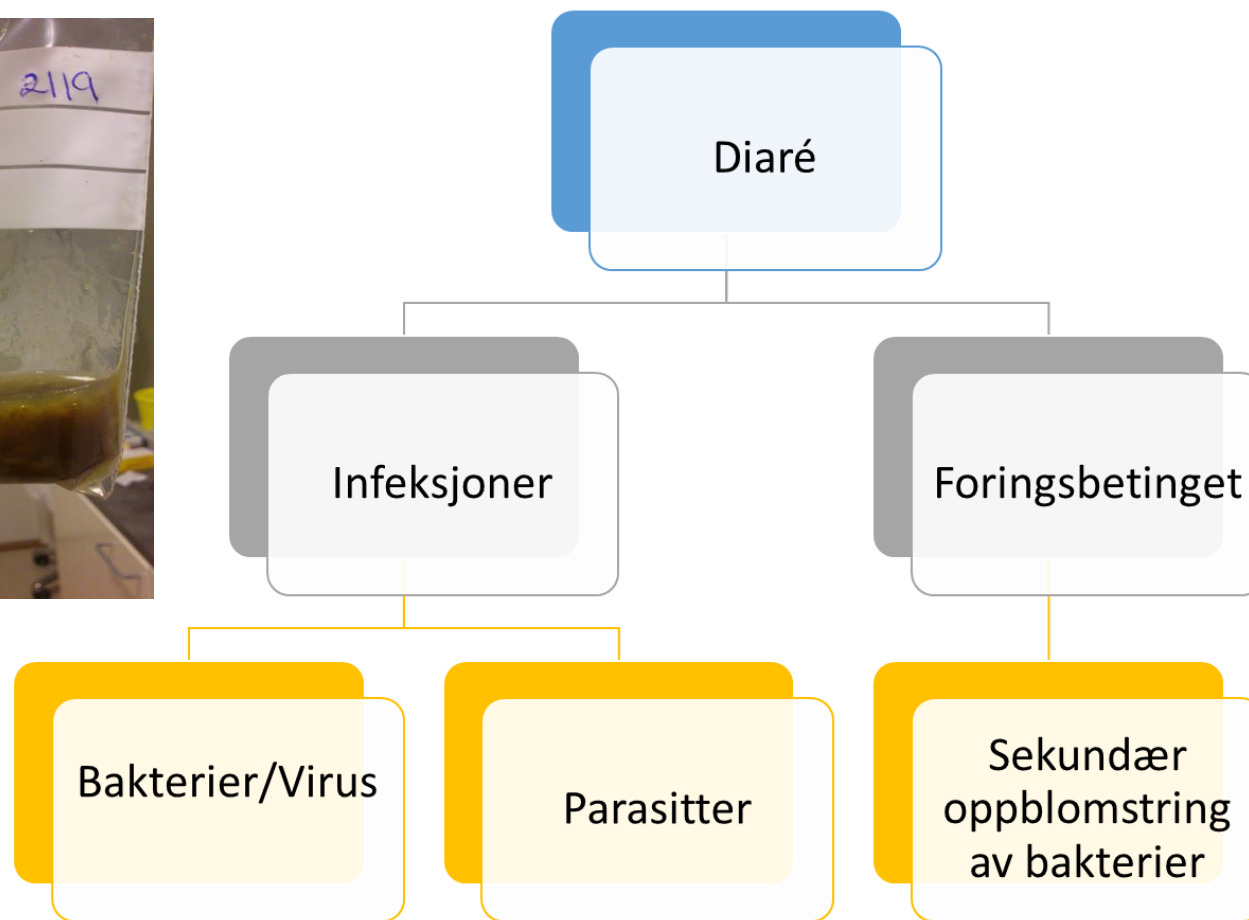 2119
Diaré
Infeksjoner
Foringsbetinget
Bakterier/Virus
Parasitter
Sekundær
oppblomstring
av bakterier